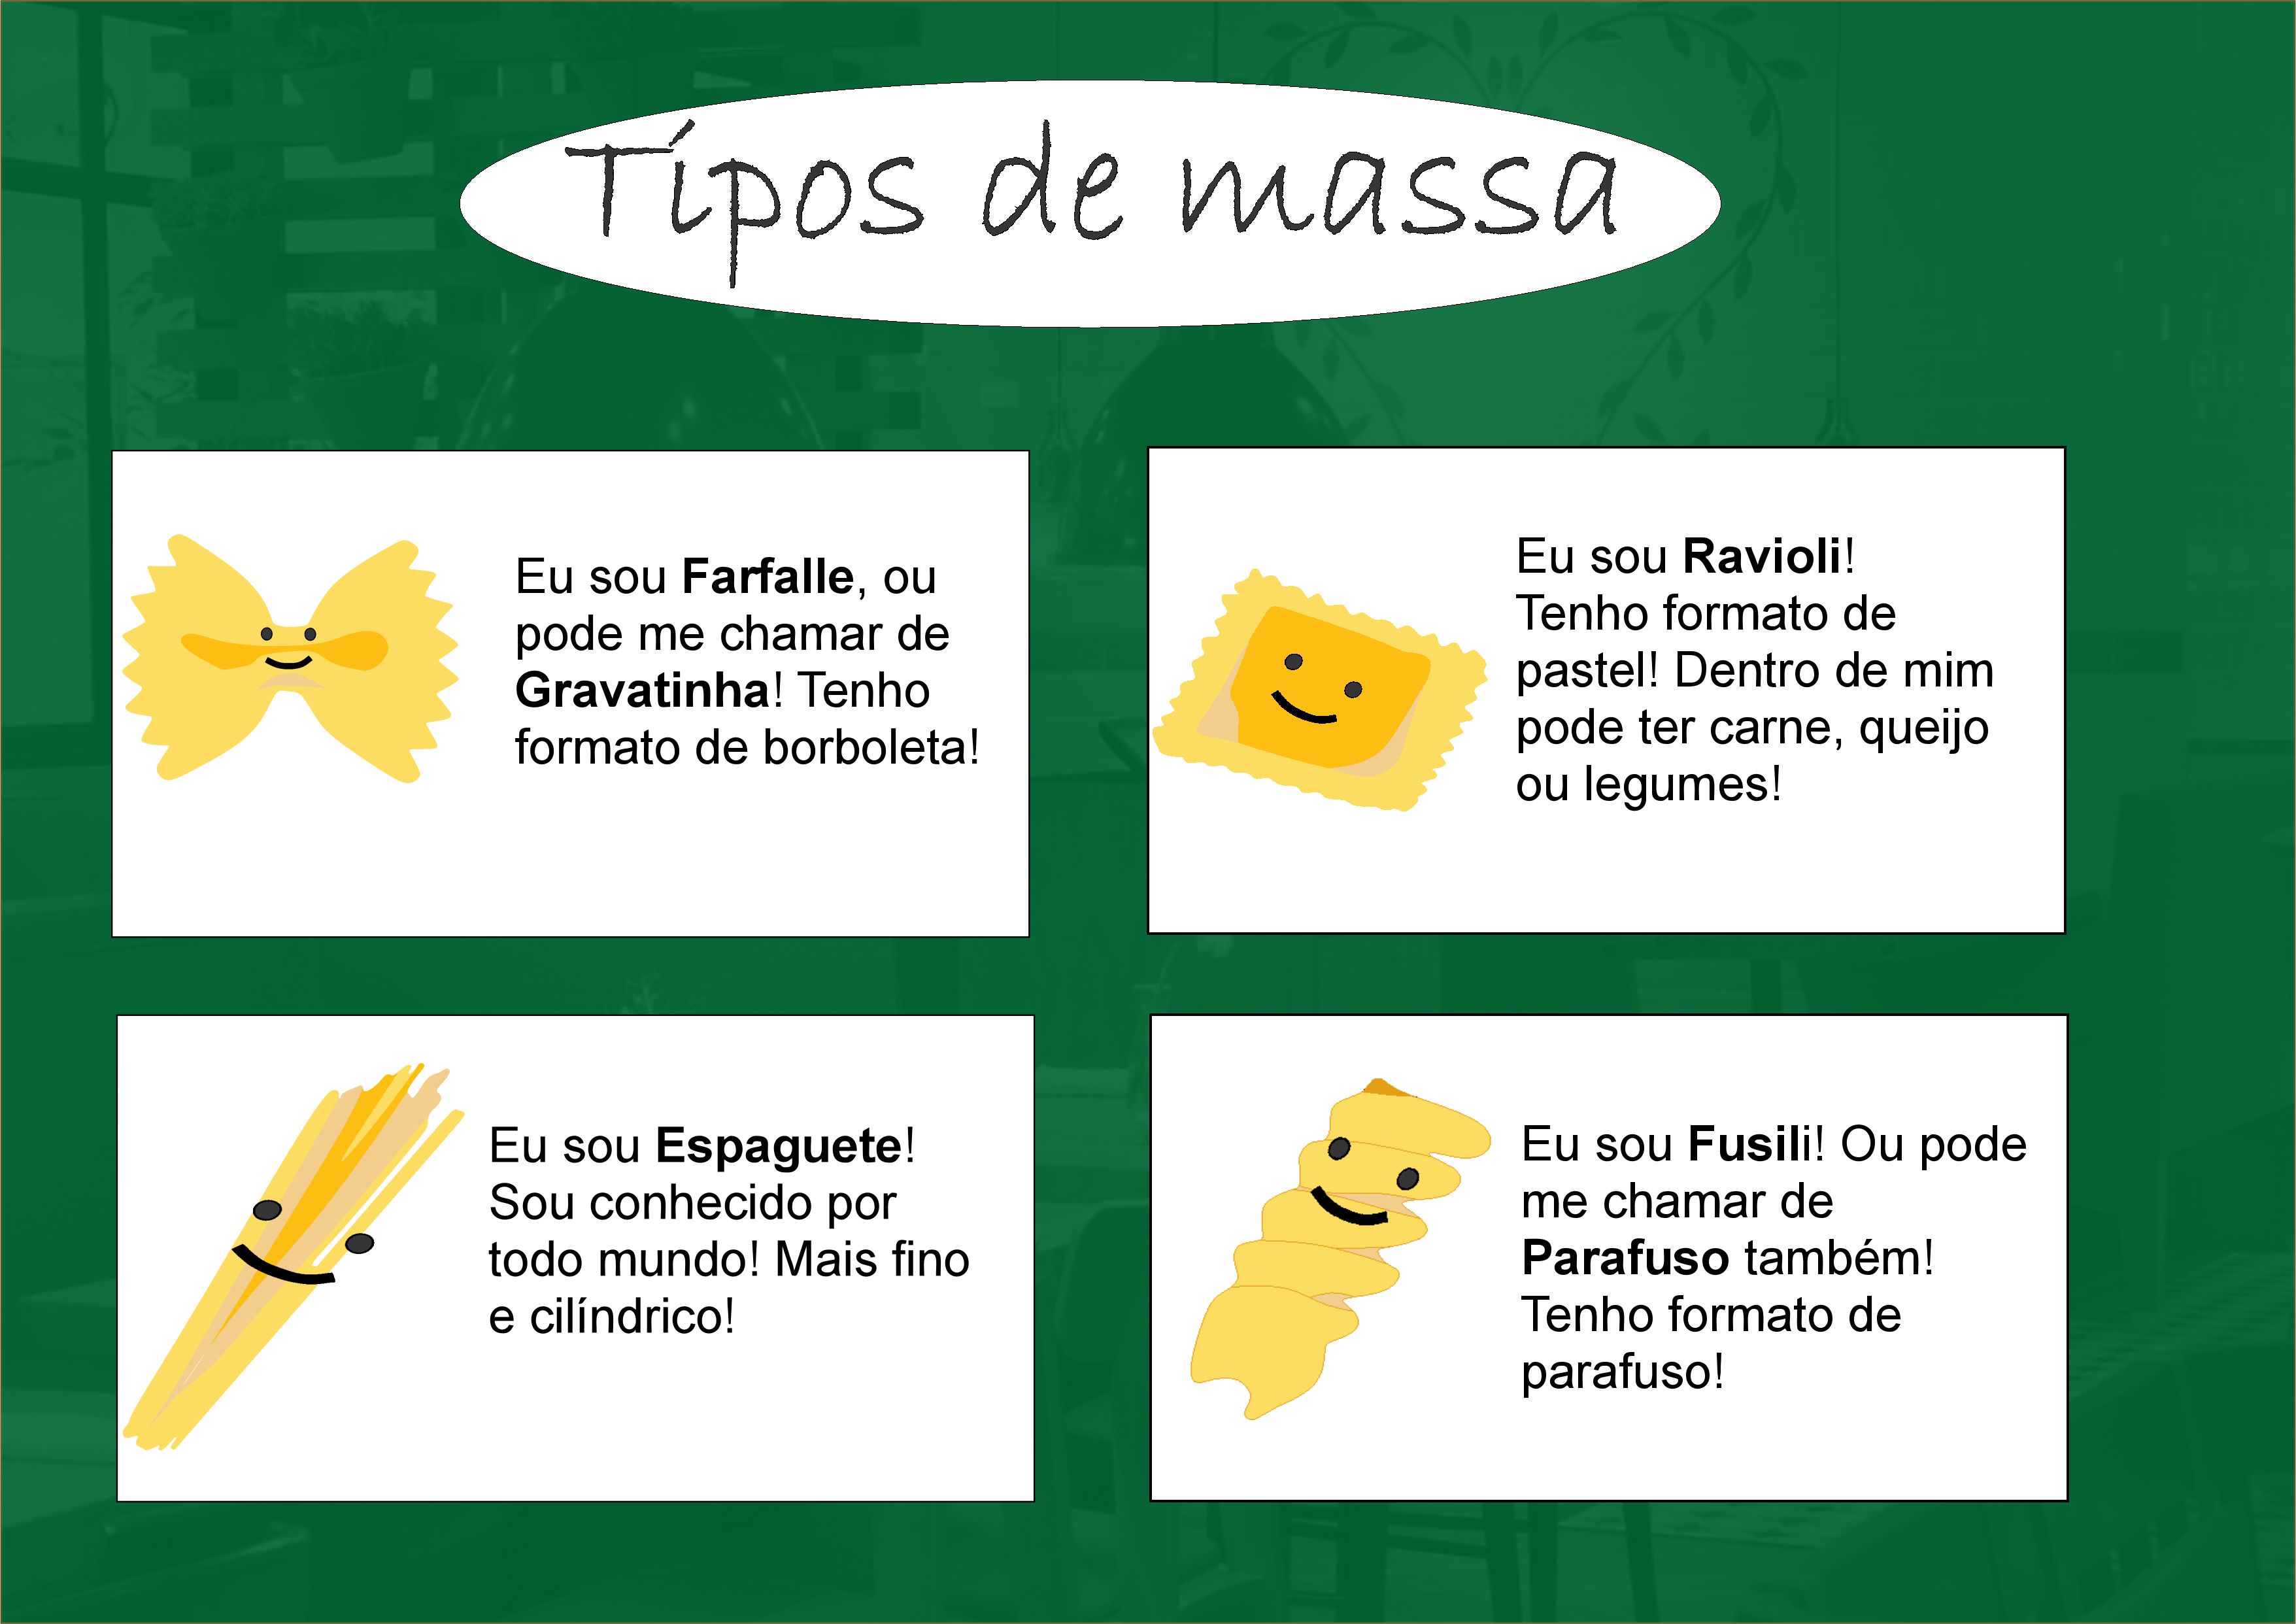 Tipos de massa
Eu sou Farfalle, ou
pode me chamar de
Gravatinha! Tenho
formato de borboleta!
Eu sou Ravioli!
Tenho formato de
pastel! Dentro de mim
pode ter carne, queijo
ou legumes!
Eu sou Espaguete!
Sou conhecido por
todo mundo! Mais fino
e cilíndrico!
Eu sou Fusili! Ou pode
me chamar de
Parafuso também!
Tenho formato de
parafuso!